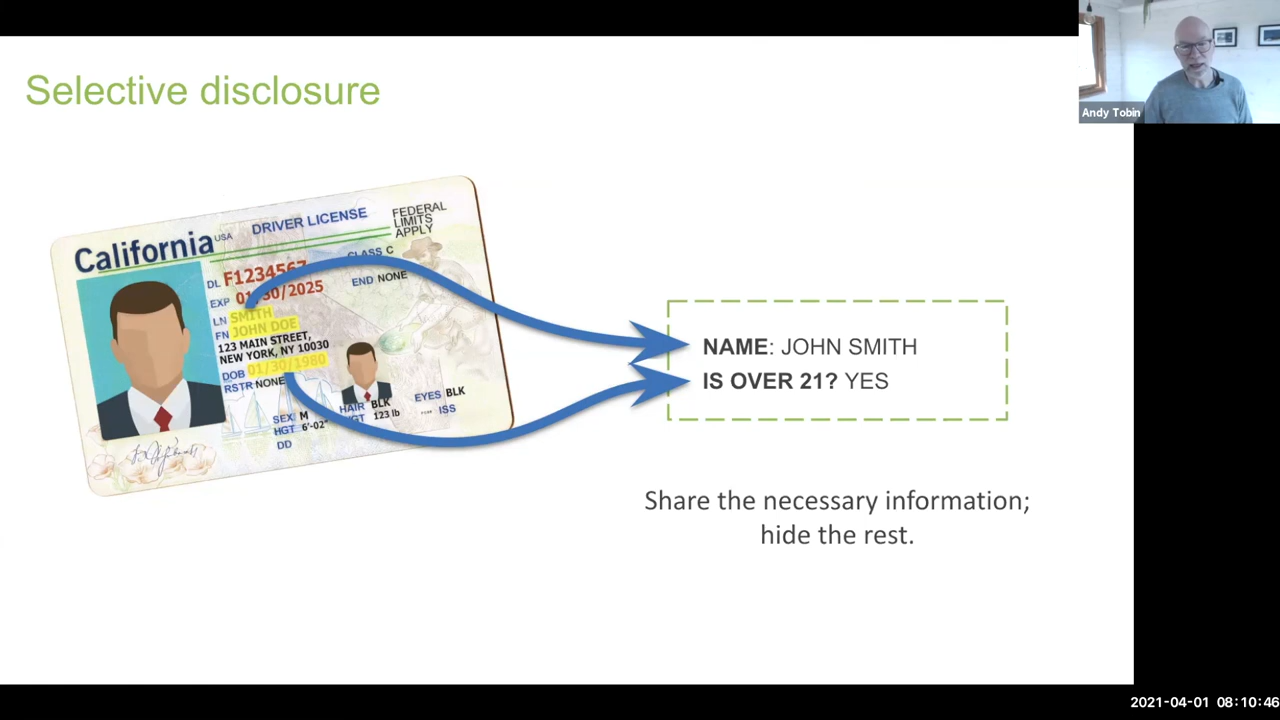 Selective disclosure
Andy Tobin
California USA DRIVER LICENSE FEDERAL
LIMITS
APPLY
DL F1234567 CLASS C
EXP 01/30/2025 END NONE
LN SMITH
FN JOHN DOE
123 MAIN STREET,
NEW YORK, NY 10030
DOB 01/30/1980
RSTR NONE
SEX M HAIR BLK EYES BLK
HGT 6'-02" 123 lb ISS
DD
NAME: JOHN SMITH
IS OVER 21? YES
Share the necessary information;
hide the rest.
2021-04-01 08:10:46